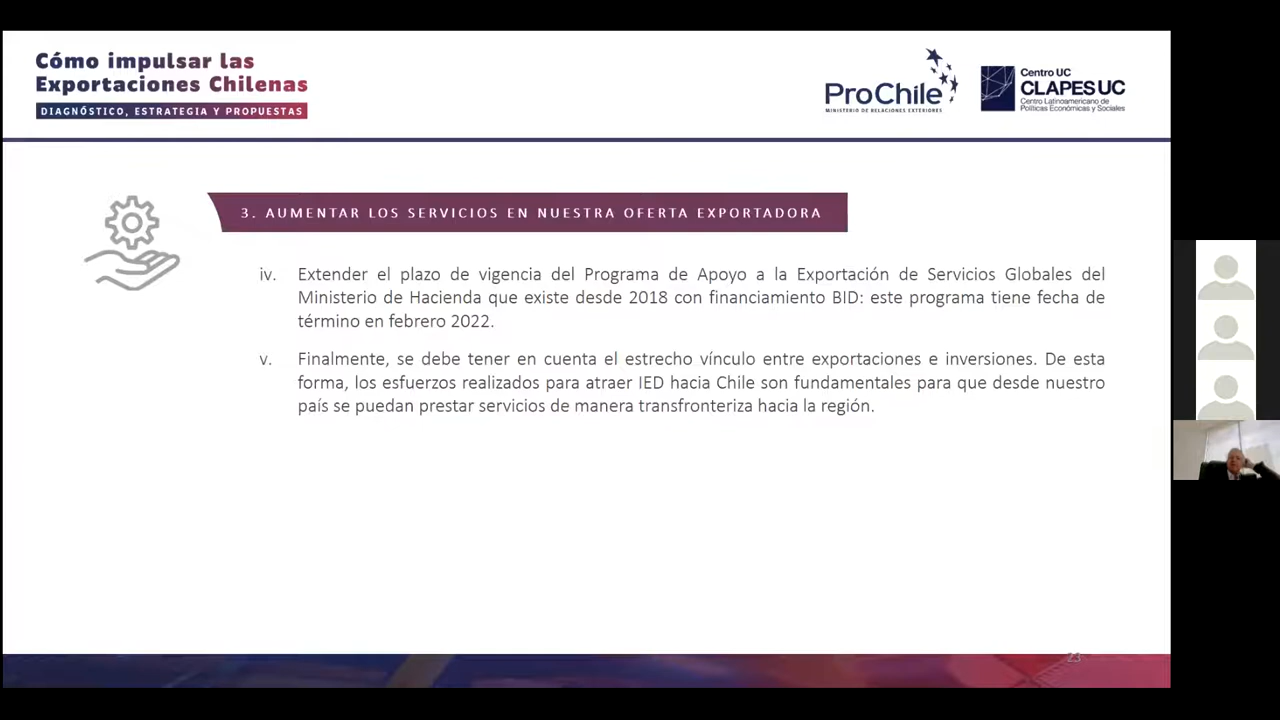 Cómo impulsar las
Exportaciones Chilenas
DIAGNÓSTICO, ESTRATEGIA Y PROPUESTAS
ProChile
MINISTERIO DE RELACIONES EXTERIORES
Centro UC
CLAPES UC
Centro Latinoamericano de
Políticas Económicas y Sociales
3. AUMENTAR LOS SERVICIOS EN NUESTRA OFERTA EXPORTADORA
iv. Extender el plazo de vigencia del Programa de Apoyo a la Exportación de Servicios Globales del
Ministerio de Hacienda que existe desde 2018 con financiamiento BID: este programa tiene fecha de
término en febrero 2022.
v. Finalmente, se debe tener en cuenta el estrecho vínculo entre exportaciones e inversiones. De esta
forma, los esfuerzos realizados para atraer IED hacia Chile son fundamentales para que desde nuestro
país se puedan prestar servicios de manera transfronteriza hacia la región.
23